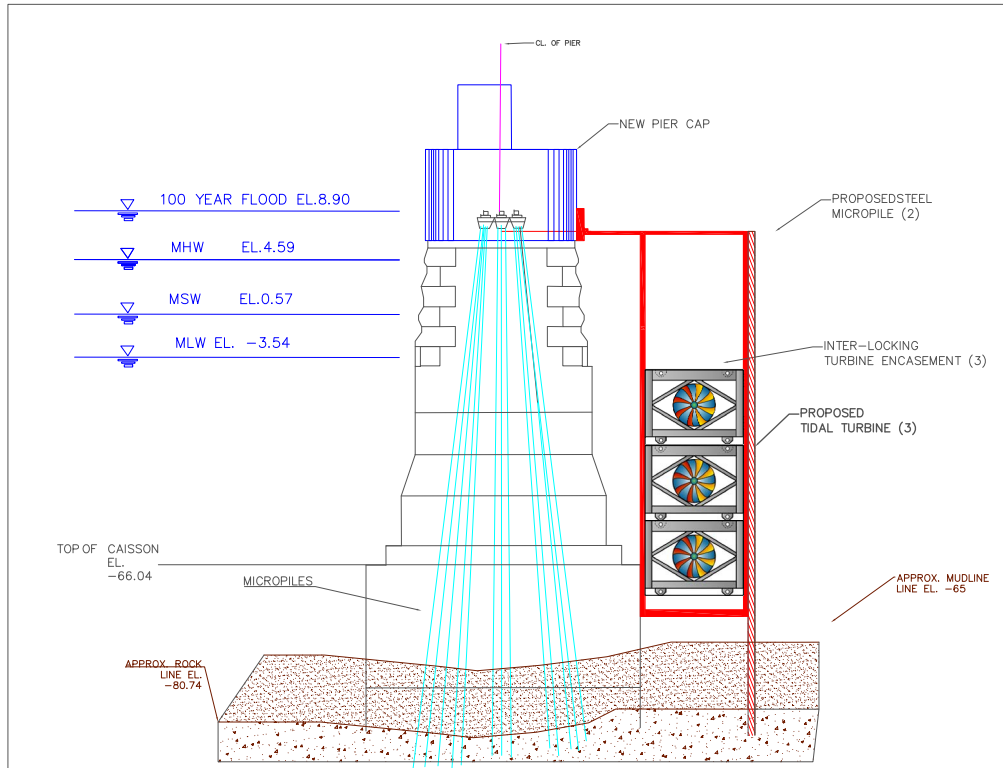 CL. OF PIER
NEW PIER CAP
100 YEAR FLOOD EL.8.90
MHW EL.4.59
MSW EL.0.57
MLW EL. -3.54
PROPOSEDSTEEL
MICROPILE (2)
INTER-LOCKING
TURBINE ENCASEMENT (3)
PROPOSED
TIDAL TURBINE (3)
TOP OF CAISSON
EL.
-66.04
MICROPILES
APPROX. MUDLINE
LINE EL. -65
APPROX. ROCK
LINE EL.
-80.74